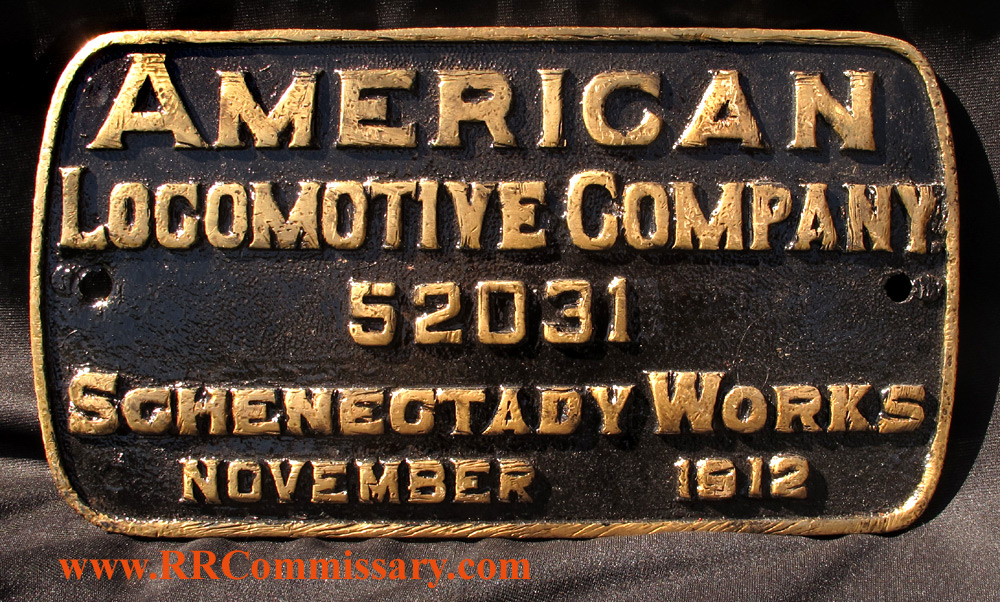 AMERICAN
LOCOMOTIVE COMPANY
52031
SCHENECTADY WORKS
NOVEMBER 1912
www.RRCommissary.com